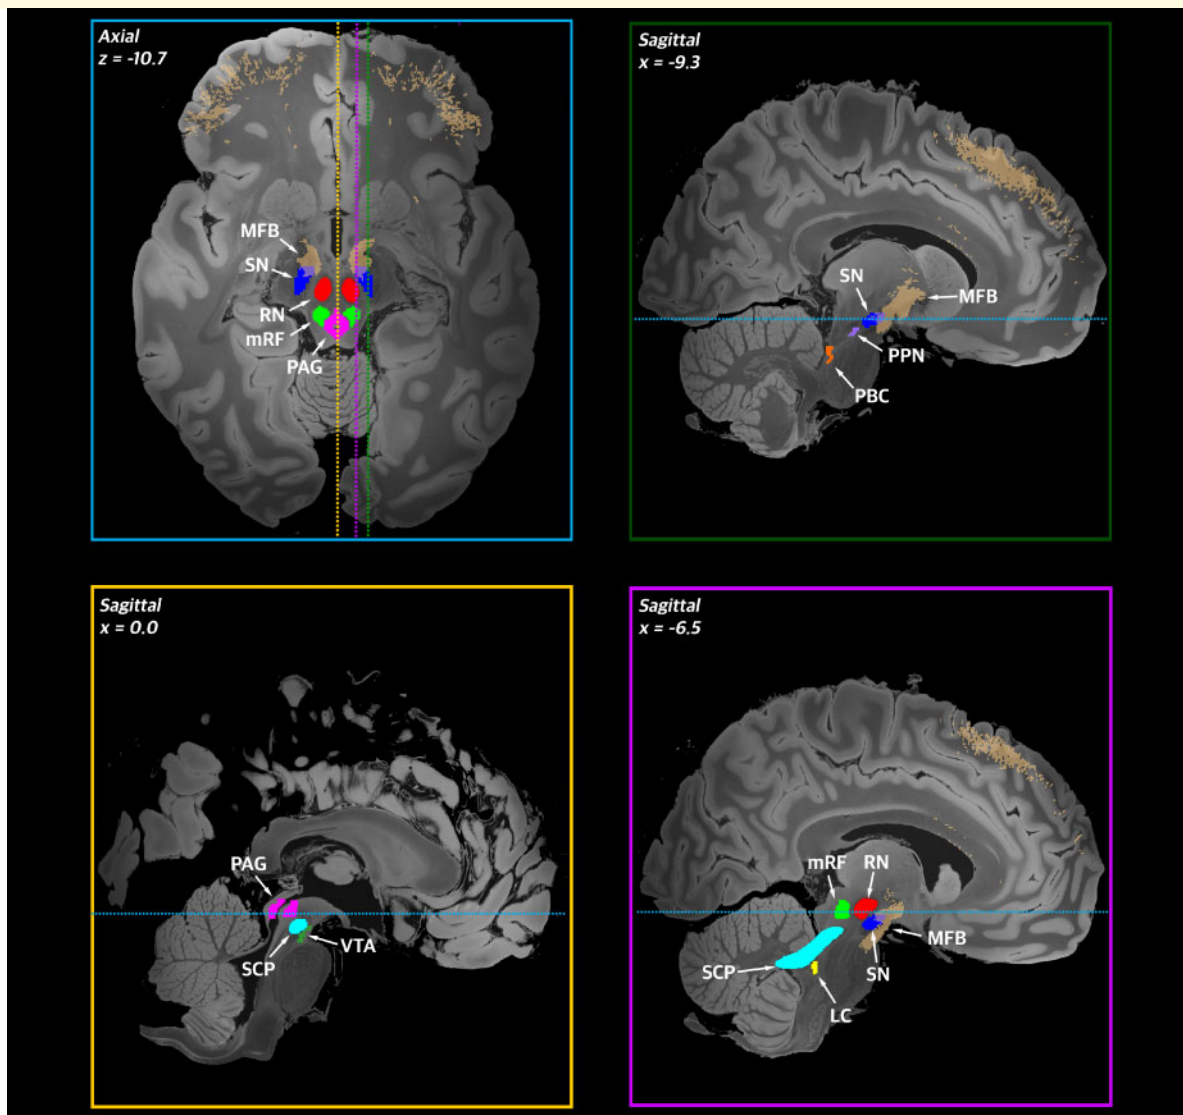 Axial
z = -10.7
MFB
SN
RN
mRF
PAG
Sagittal
x = -9.3
SN
MFB
PPN
PBC
Sagittal
x = 0.0
PAG
VTA
SCP
Sagittal
x = -6.5
mRF
RN
MFB
SCP
SN
LC